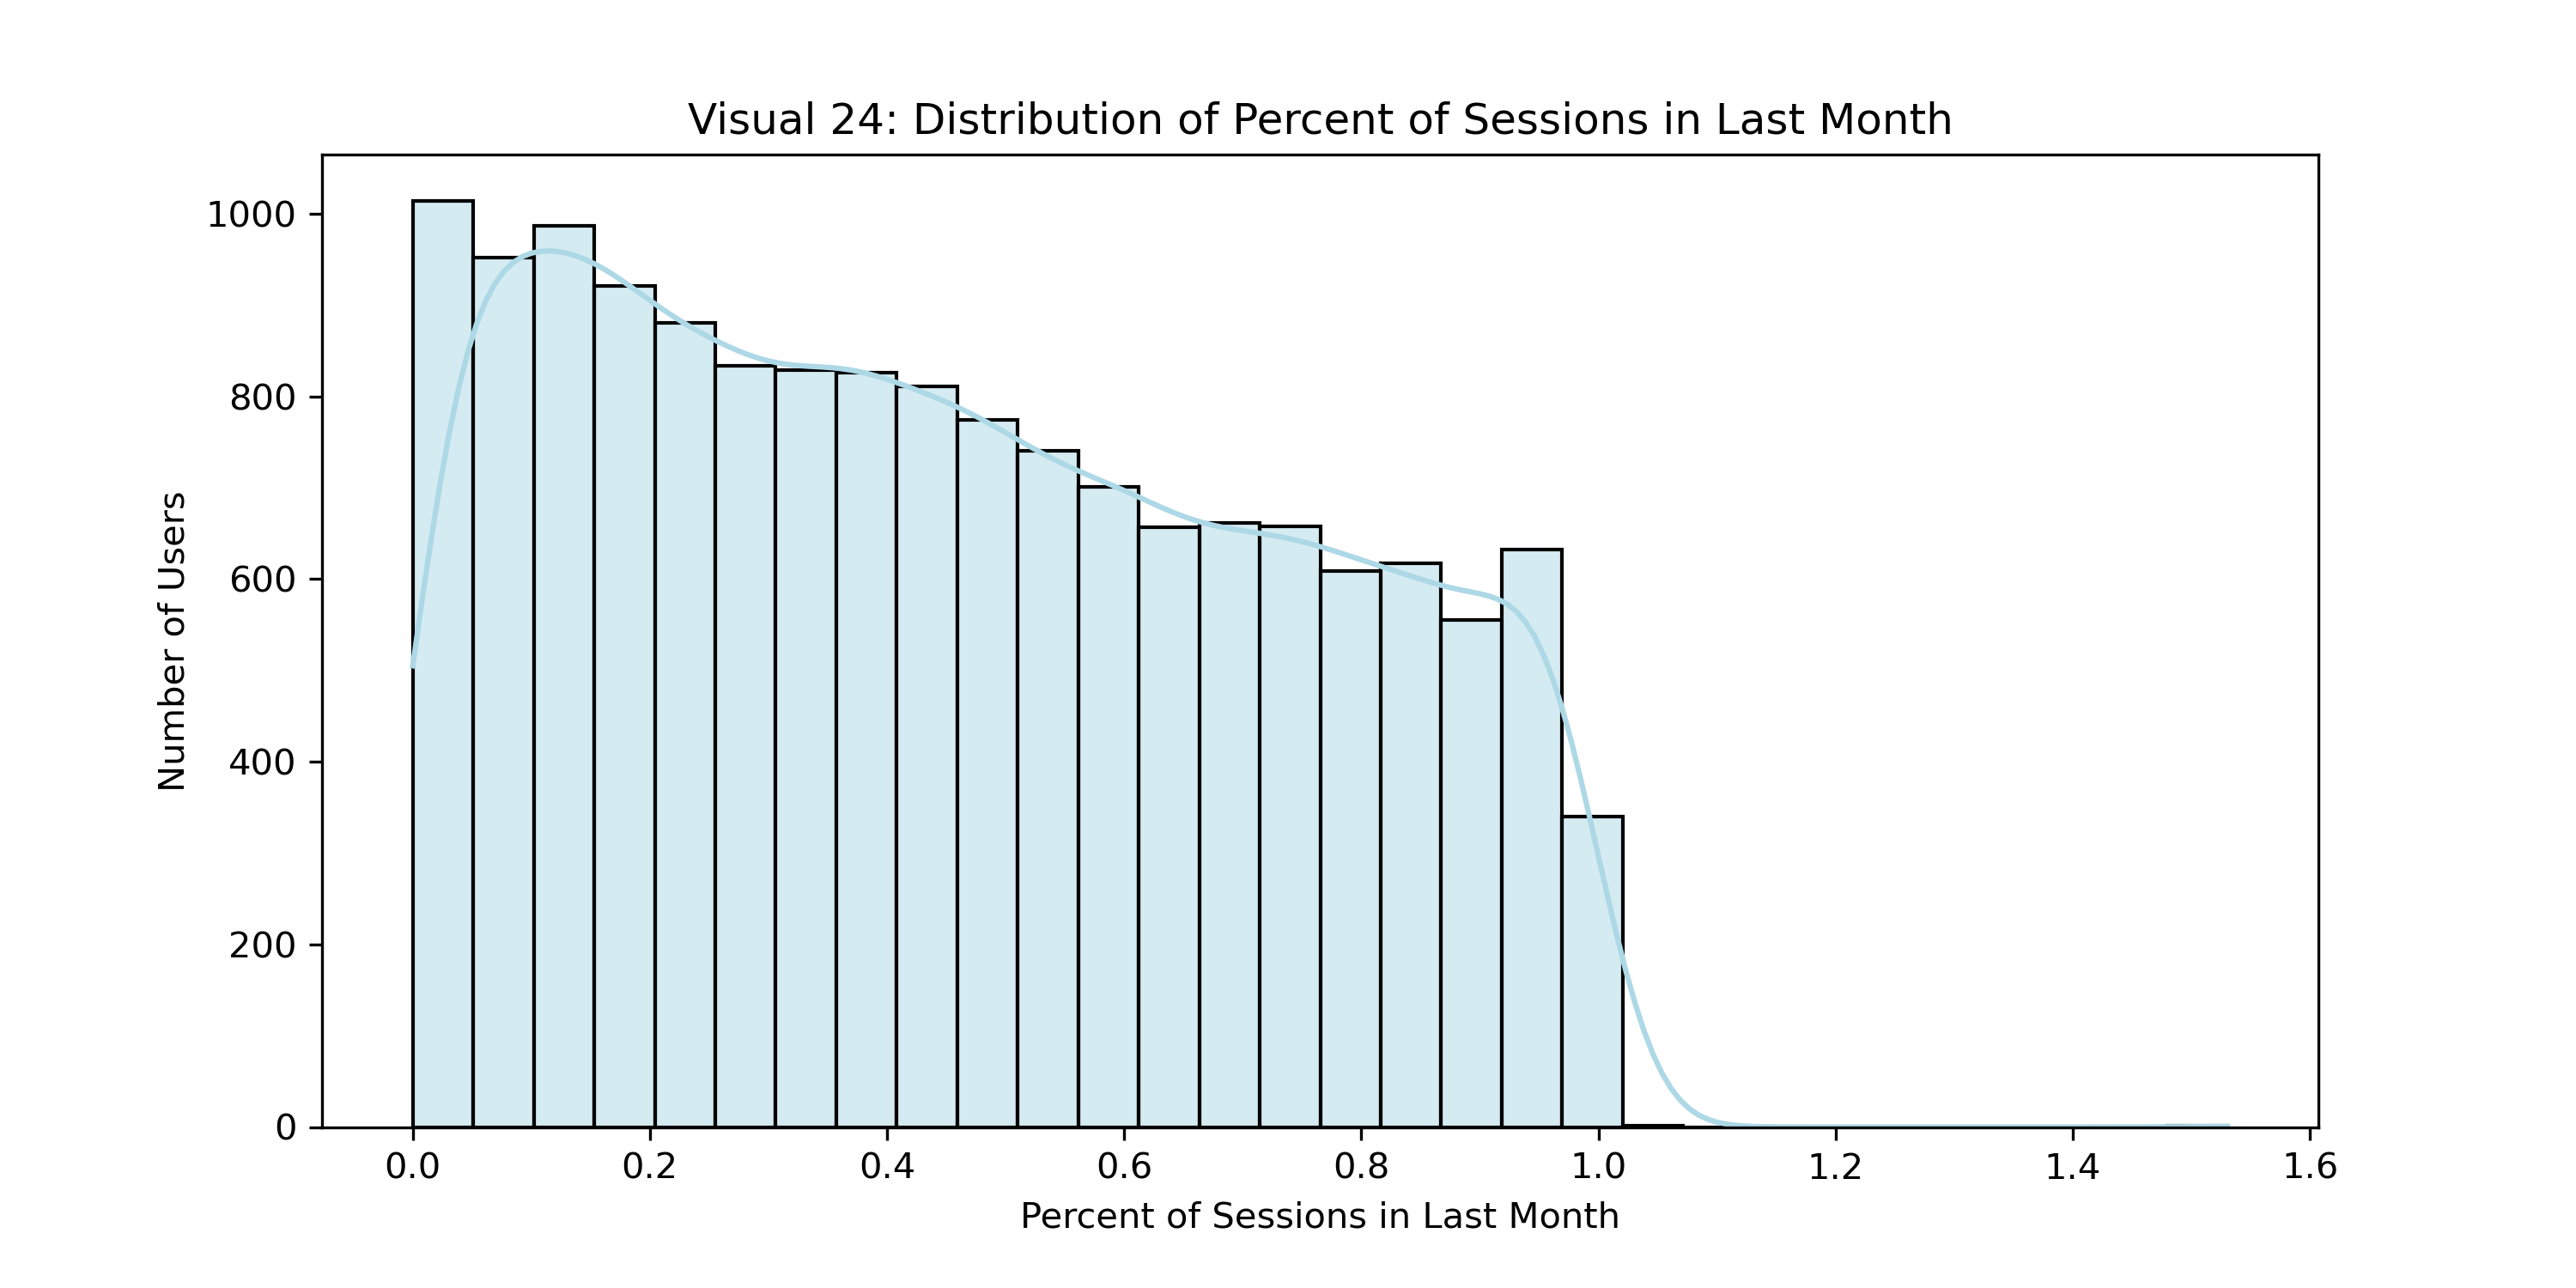 Visual 24: Distribution of Percent of Sessions in Last Month
Number of Users
1000
800
600
400
200
0
0.0 0.2 0.4 0.6 0.8 1.0 1.2 1.4 1.6
Percent of Sessions in Last Month